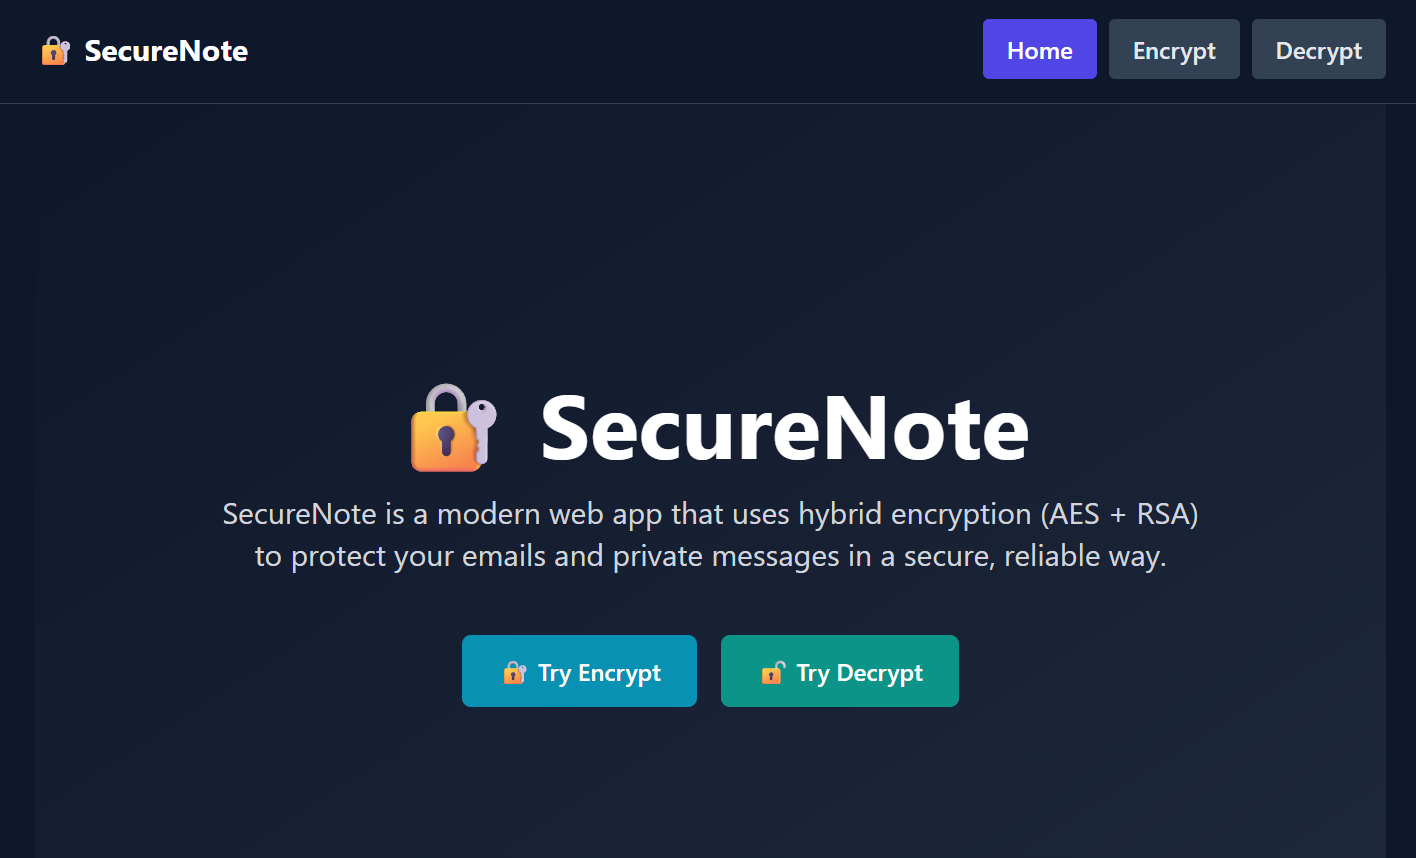 🔐 SecureNote
Home
Encrypt
Decrypt
🔐 SecureNote
SecureNote is a modern web app that uses hybrid encryption (AES + RSA)
to protect your emails and private messages in a secure, reliable way.
🔐 Try Encrypt
🔓 Try Decrypt